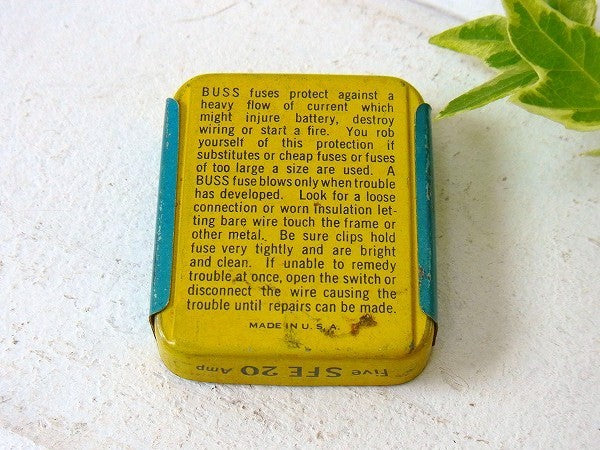 BUSS fuses protect against a
heavy flow of current which
might injure battery, destroy
wiring or start a fire. You rob
yourself of this protection if
substitutes or cheap fuses or fuses
of too large a size are used. A
BUSS fuse blows only when trouble
has developed. Look for a loose
connection or worn insulation let-
ting bare wire touch the frame or
other metal. Be sure clips hold
fuse very tightly and are bright
and clean. If unable to remedy
trouble at once, open the switch or
disconnect the wire causing the
trouble until repairs can be made.
MADE IN U. S. A.
Five SFE 20 Amp